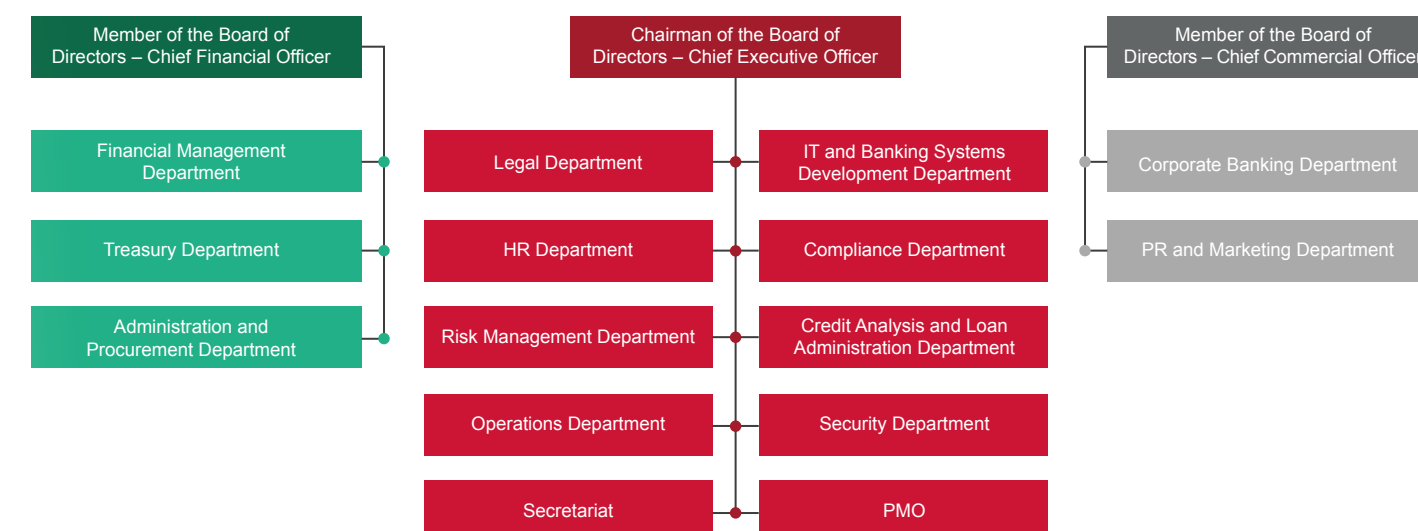 Member of the Board of
Directors – Chief Financial Officer
Chairman of the Board of
Directors – Chief Executive Officer
Member of the Board of
Directors – Chief Commercial Officer
Financial Management
Department
Legal Department
IT and Banking Systems
Development Department
Corporate Banking Department
Treasury Department
HR Department
Compliance Department
PR and Marketing Department
Administration and
Procurement Department
Risk Management Department
Credit Analysis and Loan
Administration Department
Operations Department
Security Department
Secretariat
PMO